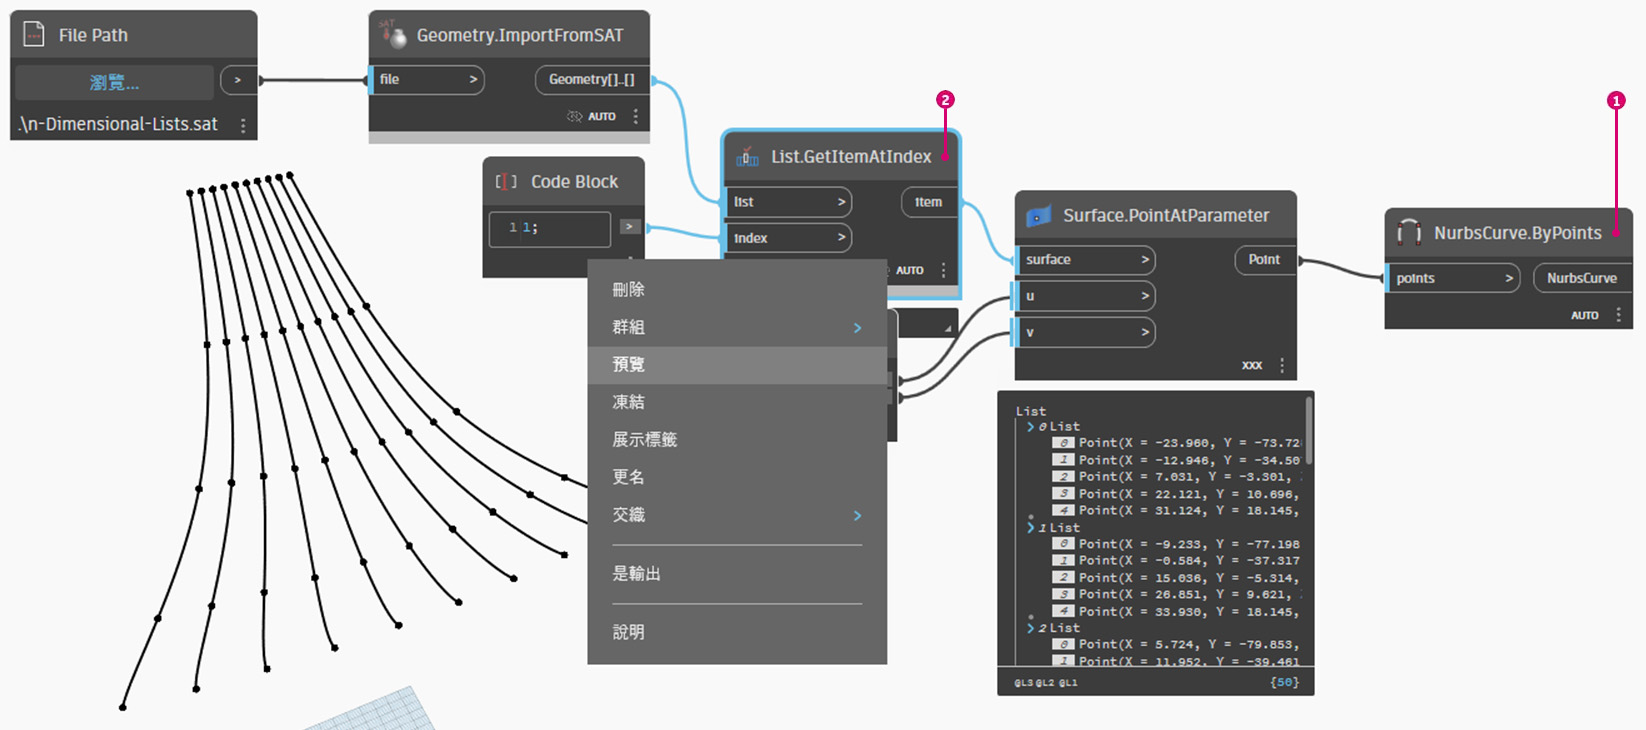 File Path
瀏覽...
>
.\n-Dimensional-Lists.sat
SAT
Geometry.ImportFromSAT
file >
Geometry[]..[]
AUTO
Code Block
1 1;
>
2
List.GetItemAtIndex
list >
item
index >
AUTO
刪除
群組 >
預覽
凍結
展示標籤
更名
交織 >
是輸出
說明
Surface.PointAtParameter
surface >
Point
u >
v >
XXX
1
NurbsCurve.ByPoints
points >
NurbsCurve
AUTO
List
0 List
0 Point(X = -23.960, Y = -73.72
1 Point(X = -12.946, Y = -34.50
2 Point(X = 7.031, Y = -3.301,
3 Point(X = 22.121, Y = 10.696,
4 Point(X = 31.124, Y = 18.145,
1 List
0 Point(X = -9.233, Y = -77.198
1 Point(X = -0.584, Y = -37.317
2 Point(X = 15.036, Y = -5.314,
3 Point(X = 26.851, Y = 9.621,
4 Point(X = 33.930, Y = 18.145,
2 List
0 Point(X = 5.724, Y = -79.853,
1 Point(X = 11.952, Y = -39.461
@L3 @L2 @L1
{50}